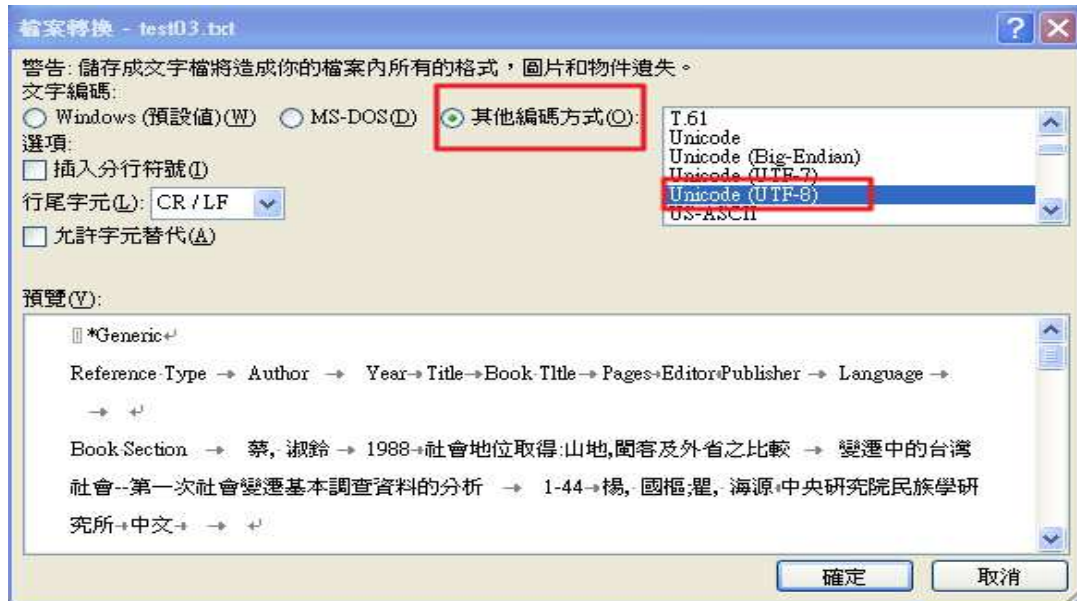 檔案轉換 - test03.txt
警告: 儲存成文字檔將造成你的檔案內所有的格式，圖片和物件遺失。
文字編碼:
Windows (預設值)(W) MS-DOS(D) 其他編碼方式(O):
T.61
Unicode
Unicode (Big-Endian)
Unicode (UTF-7)
Unicode (UTF-8)
US-ASCII
選項:
插入分行符號(I)
行尾字元(L): CR / LF
允許字元替代(A)
預覽(V):
*Generic↵
Reference·Type → Author → Year→Title→Book·TItle→Pages→Editor→Publisher → Language →
→ ↵
Book·Section → 蔡,·淑鈴→1988→社會地位取得:山地,閩客及外省之比較 → 變遷中的台灣
社會--第一次社會變遷基本調查資料的分析 → 1-44→楊,·國樞;瞿,·海源→中央研究院民族學研
究所→中文→ → ↵
確定 取消